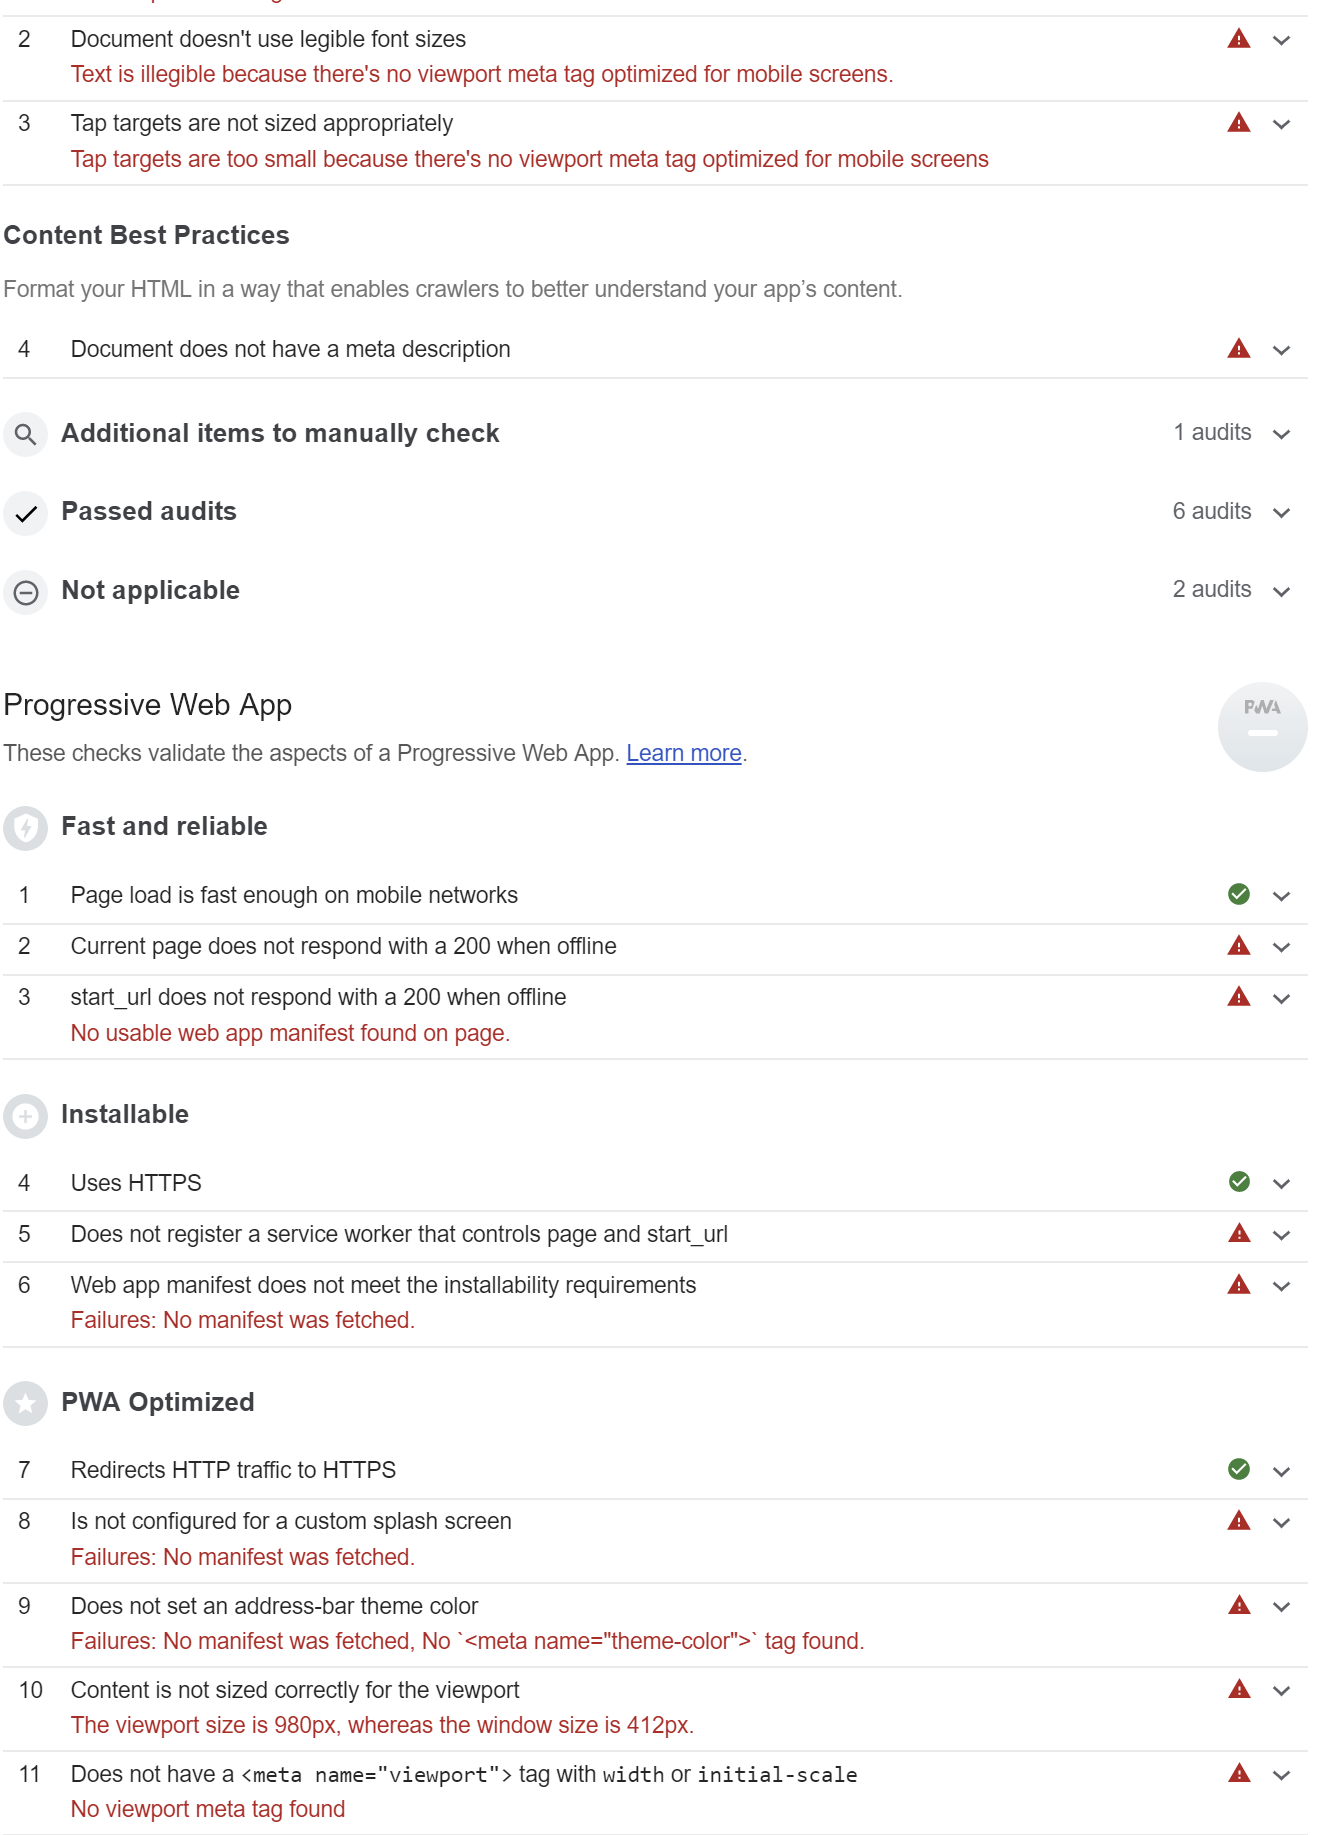 2 Document doesn't use legible font sizes
Text is illegible because there's no viewport meta tag optimized for mobile screens.
3 Tap targets are not sized appropriately
Tap targets are too small because there's no viewport meta tag optimized for mobile screens
Content Best Practices
Format your HTML in a way that enables crawlers to better understand your app’s content.
4 Document does not have a meta description
Additional items to manually check 1 audits
Passed audits 6 audits
Not applicable 2 audits
Progressive Web App
PWA
These checks validate the aspects of a Progressive Web App. Learn more.
Fast and reliable
1 Page load is fast enough on mobile networks
2 Current page does not respond with a 200 when offline
3 start_url does not respond with a 200 when offline
No usable web app manifest found on page.
Installable
4 Uses HTTPS
5 Does not register a service worker that controls page and start_url
6 Web app manifest does not meet the installability requirements
Failures: No manifest was fetched.
PWA Optimized
7 Redirects HTTP traffic to HTTPS
8 Is not configured for a custom splash screen
Failures: No manifest was fetched.
9 Does not set an address-bar theme color
Failures: No manifest was fetched, No `<meta name="theme-color">` tag found.
10 Content is not sized correctly for the viewport
The viewport size is 980px, whereas the window size is 412px.
11 Does not have a <meta name="viewport"> tag with width or initial-scale
No viewport meta tag found